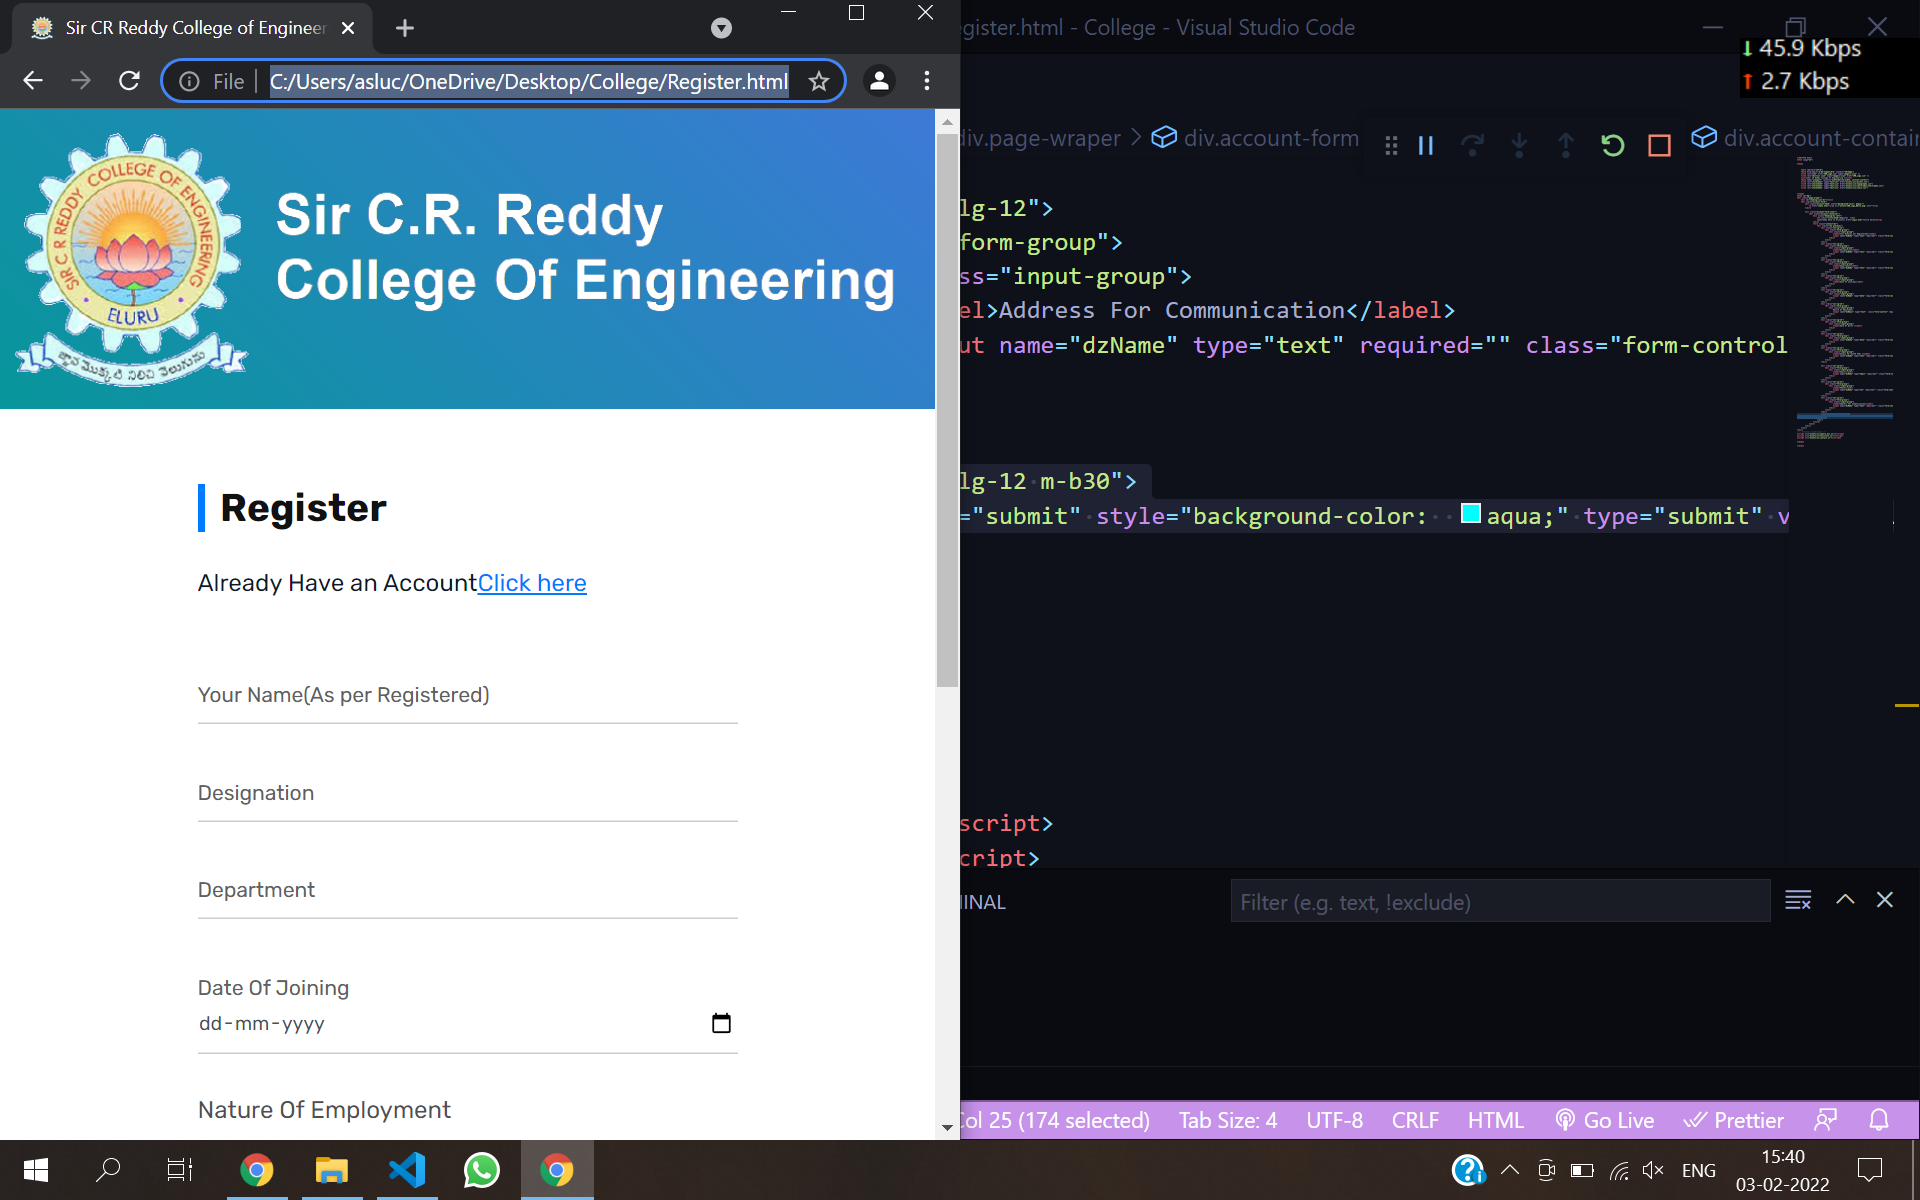 Sir CR Reddy College of Engineer
File
C:/Users/asluc/OneDrive/Desktop/College/Register.html
SIR C R REDDY COLLEGE OF ENGINEERING
ELURU
Sir C.R. Reddy
College Of Engineering
Register
Already Have an AccountClick here
Your Name(As per Registered)
Designation
Department
Date Of Joining
dd-mm-yyyy
Nature Of Employment
gister.html - College - Visual Studio Code
45.9 Kbps
2.7 Kbps
div.page-wraper
div.account-form
div.account-contair
lg-12">
form-group">
ss="input-group">
el>Address For Communication</label>
ut name="dzName" type="text" required="" class="form-control
lg-12 m-b30">
="submit" style="background-color:  aqua;" type="submit" v
script>
cript>
INAL
Filter (e.g. text, !exclude)
Col 25 (174 selected)
Tab Size: 4
UTF-8
CRLF
HTML
Go Live
Prettier
ENG
15:40
03-02-2022